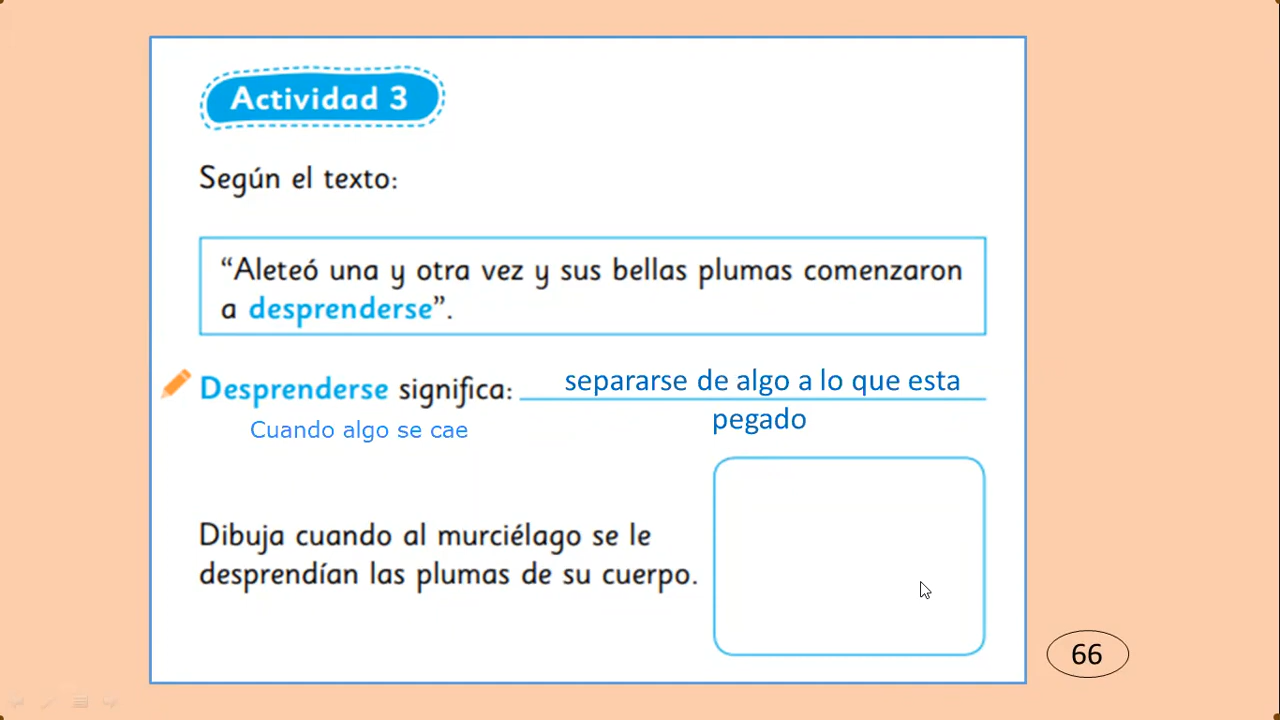 Actividad 3
Según el texto:
“Aleteó una y otra vez y sus bellas plumas comenzaron
a desprenderse”.
Desprenderse significa: separarse de algo a lo que esta
pegado
Cuando algo se cae
Dibuja cuando al murciélago se le
desprendían las plumas de su cuerpo.
66